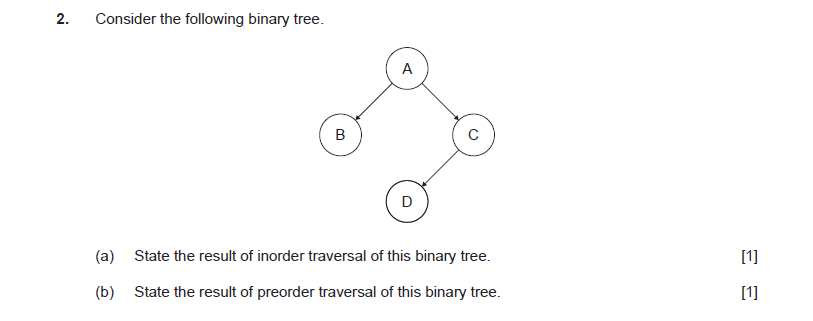 2. Consider the following binary tree.
A
B
C
D
(a) State the result of inorder traversal of this binary tree. [1]
(b) State the result of preorder traversal of this binary tree. [1]